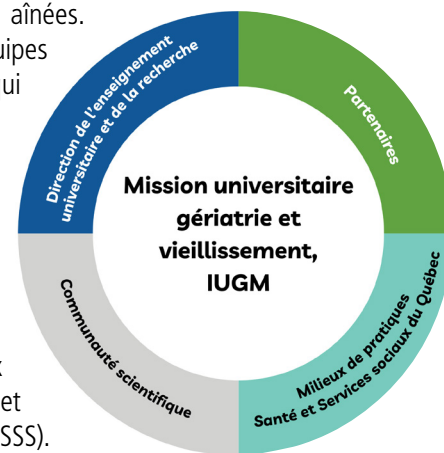 aînées.
uipes
qui
Direction de l'enseignement
universitaire et de la recherche
Partenaires
Mission universitaire
gériatrie et
vieillissement,
IUGM
Communauté scientifique
Milieux de pratiques
Santé et Services sociaux du Québec
x
et
SSS).